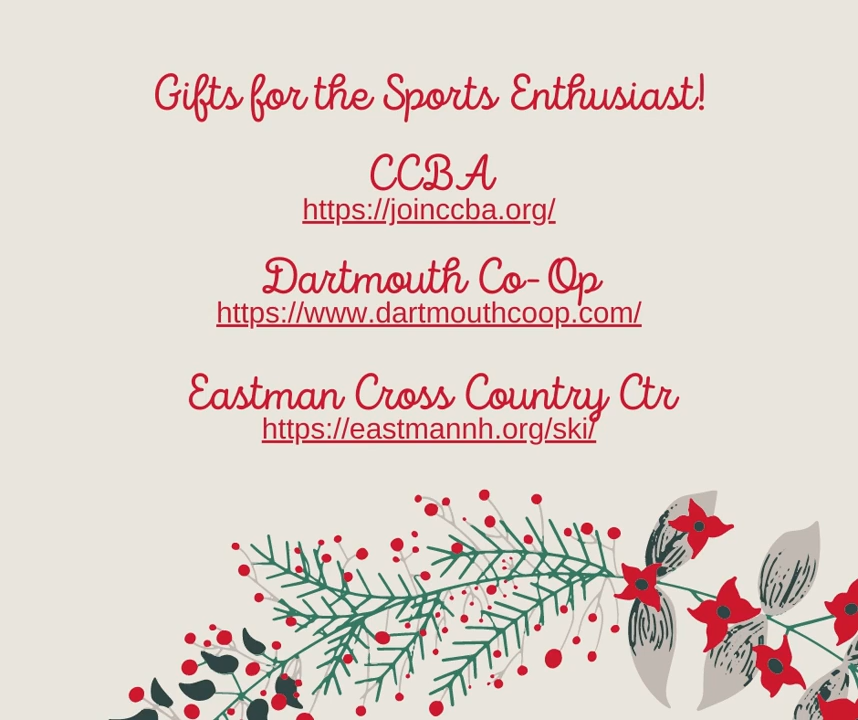 Gifts for the Sports Enthusiast!
CCBA
https://joinccba.org/
Dartmouth Co-Op
https://www.dartmouthcoop.com/
Eastman Cross Country Ctr
https://eastmannh.org/ski/